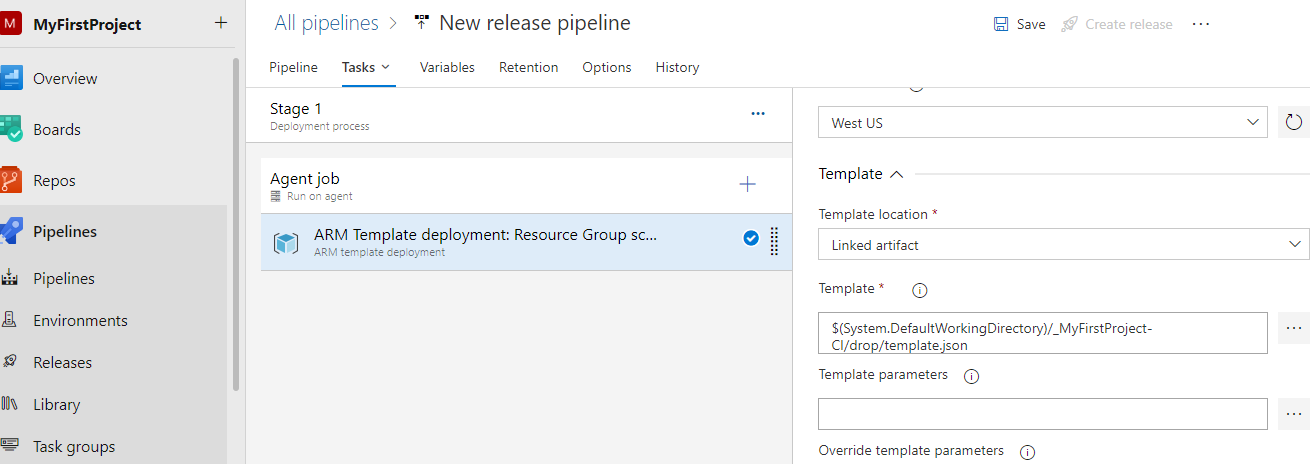 M MyFirstProject +
Overview
Boards
Repos
Pipelines
Pipelines
Environments
Releases
Library
Task groups
All pipelines > New release pipeline
Save
Create release
...
Pipeline
Tasks
Variables
Retention
Options
History
Stage 1
Deployment process
...
Agent job
Run on agent
ARM Template deployment: Resource Group sc...
ARM template deployment
West US
Template
Template location *
Linked artifact
Template *
$(System.DefaultWorkingDirectory)/_MyFirstProject-
CI/drop/template.json
...
Template parameters
...
Override template parameters